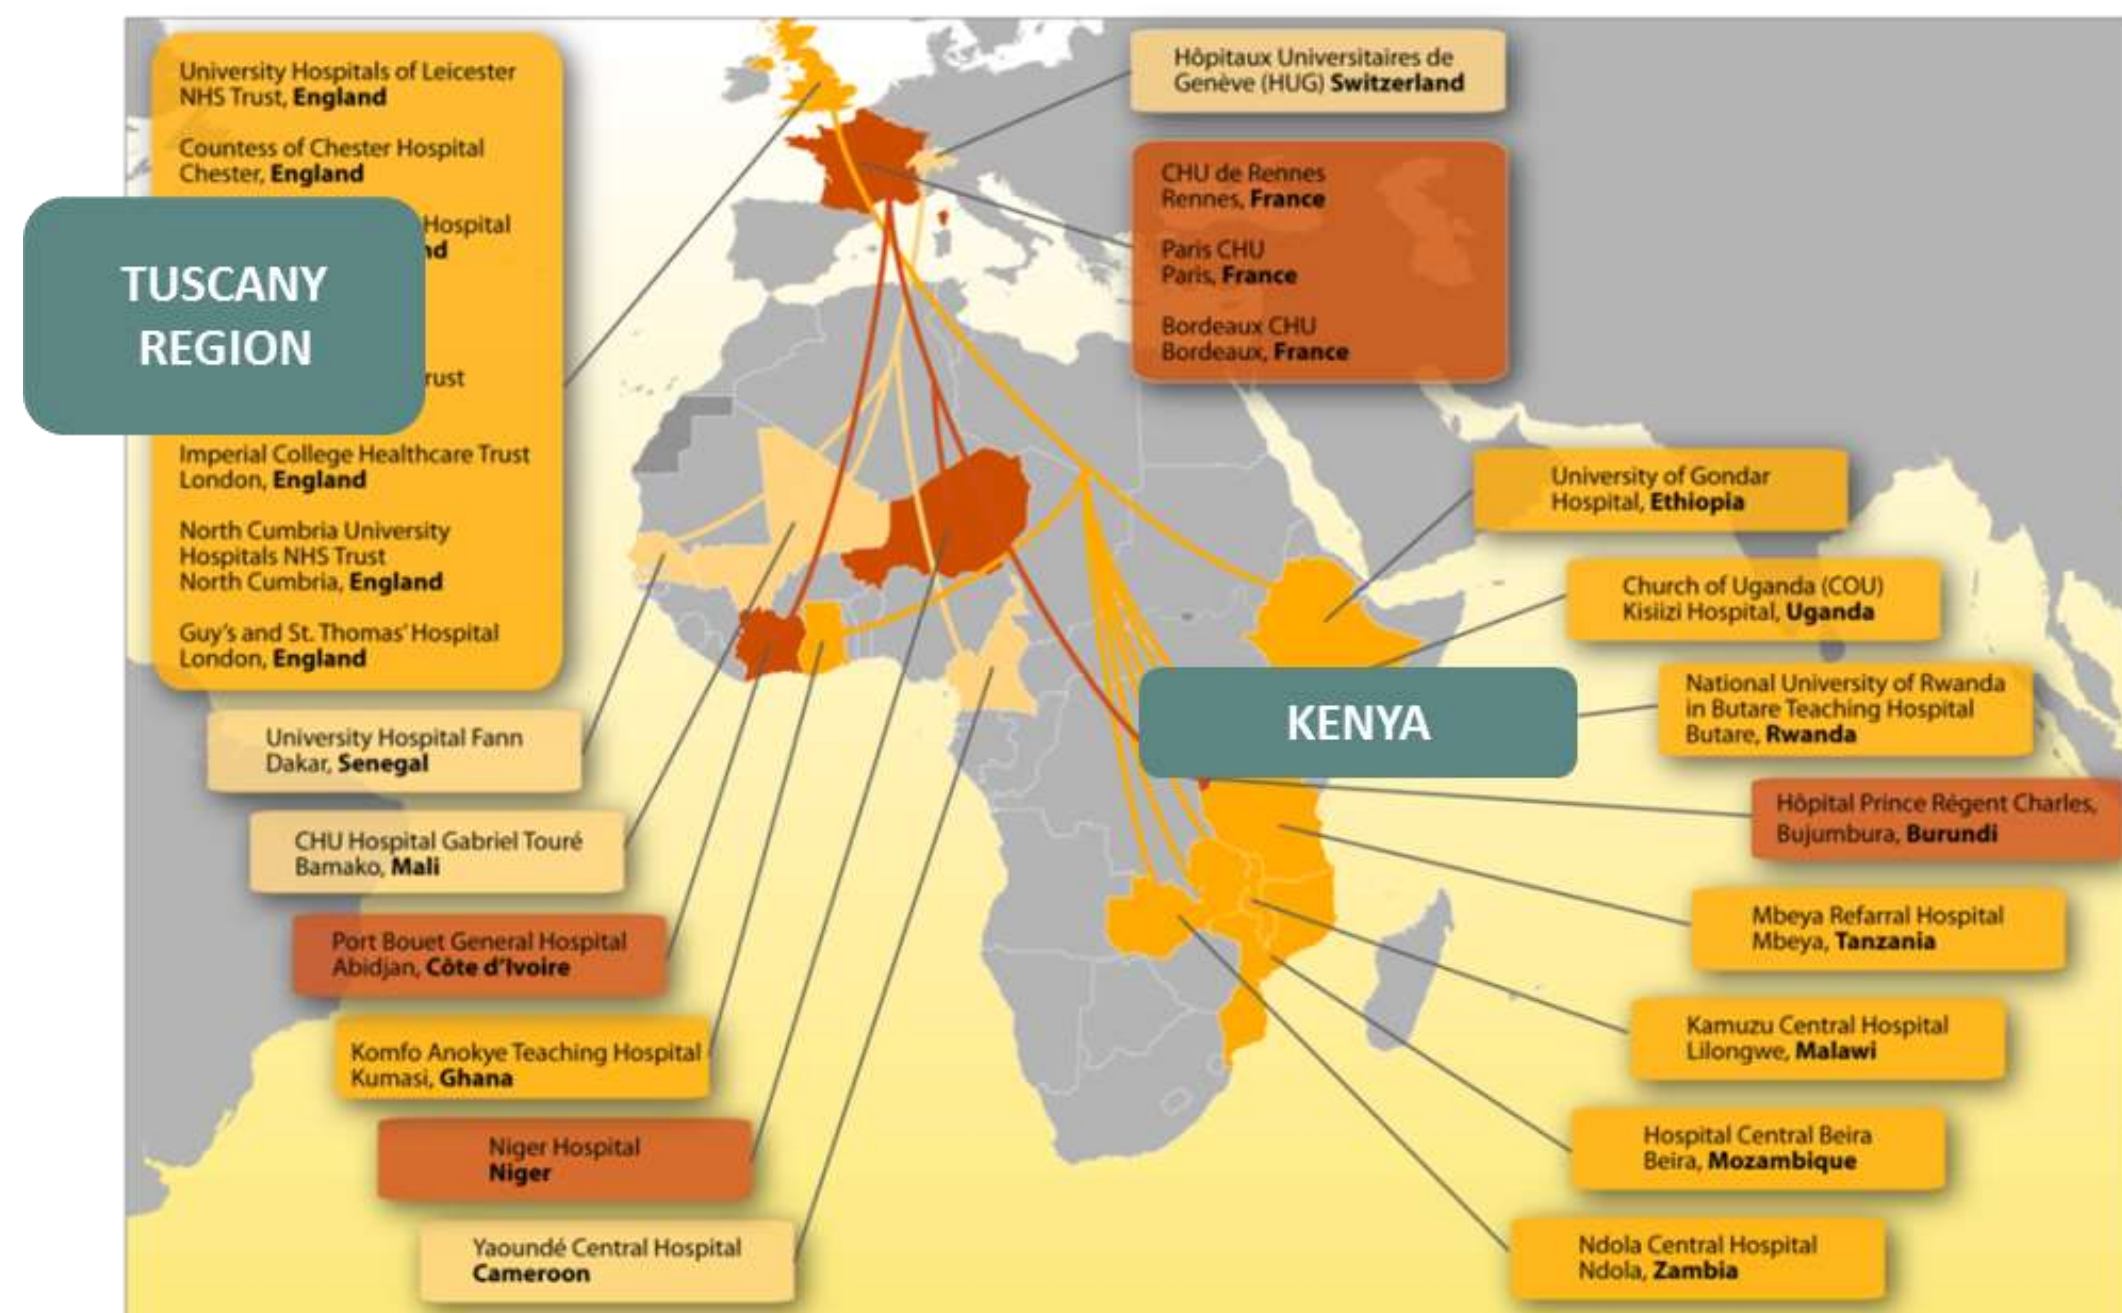 University Hospitals of Leicester
NHS Trust, England
Countess of Chester Hospital
Chester, England
Hospital
TUSCANY
REGION
Imperial College Healthcare Trust
London, England
North Cumbria University
Hospitals NHS Trust
North Cumbria, England
Guy's and St. Thomas' Hospital
London, England
University Hospital Fann
Dakar, Senegal
CHU Hospital Gabriel Touré
Bamako, Mali
Port Bouet General Hospital
Abidjan, Côte d'Ivoire
Komfo Anokye Teaching Hospital
Kumasi, Ghana
Niger Hospital
Niger
Yaoundé Central Hospital
Cameroon
Hôpitaux Universitaires de
Genève (HUG) Switzerland
CHU de Rennes
Rennes, France
Paris CHU
Paris, France
Bordeaux CHU
Bordeaux, France
University of Gondar
Hospital, Ethiopia
Church of Uganda (COU)
Kisiizi Hospital, Uganda
KENYA
National University of Rwanda
in Butare Teaching Hospital
Butare, Rwanda
Hôpital Prince Régent Charles,
Bujumbura, Burundi
Mbeya Refarral Hospital
Mbeya, Tanzania
Kamuzu Central Hospital
Lilongwe, Malawi
Hospital Central Beira
Beira, Mozambique
Ndola Central Hospital
Ndola, Zambia